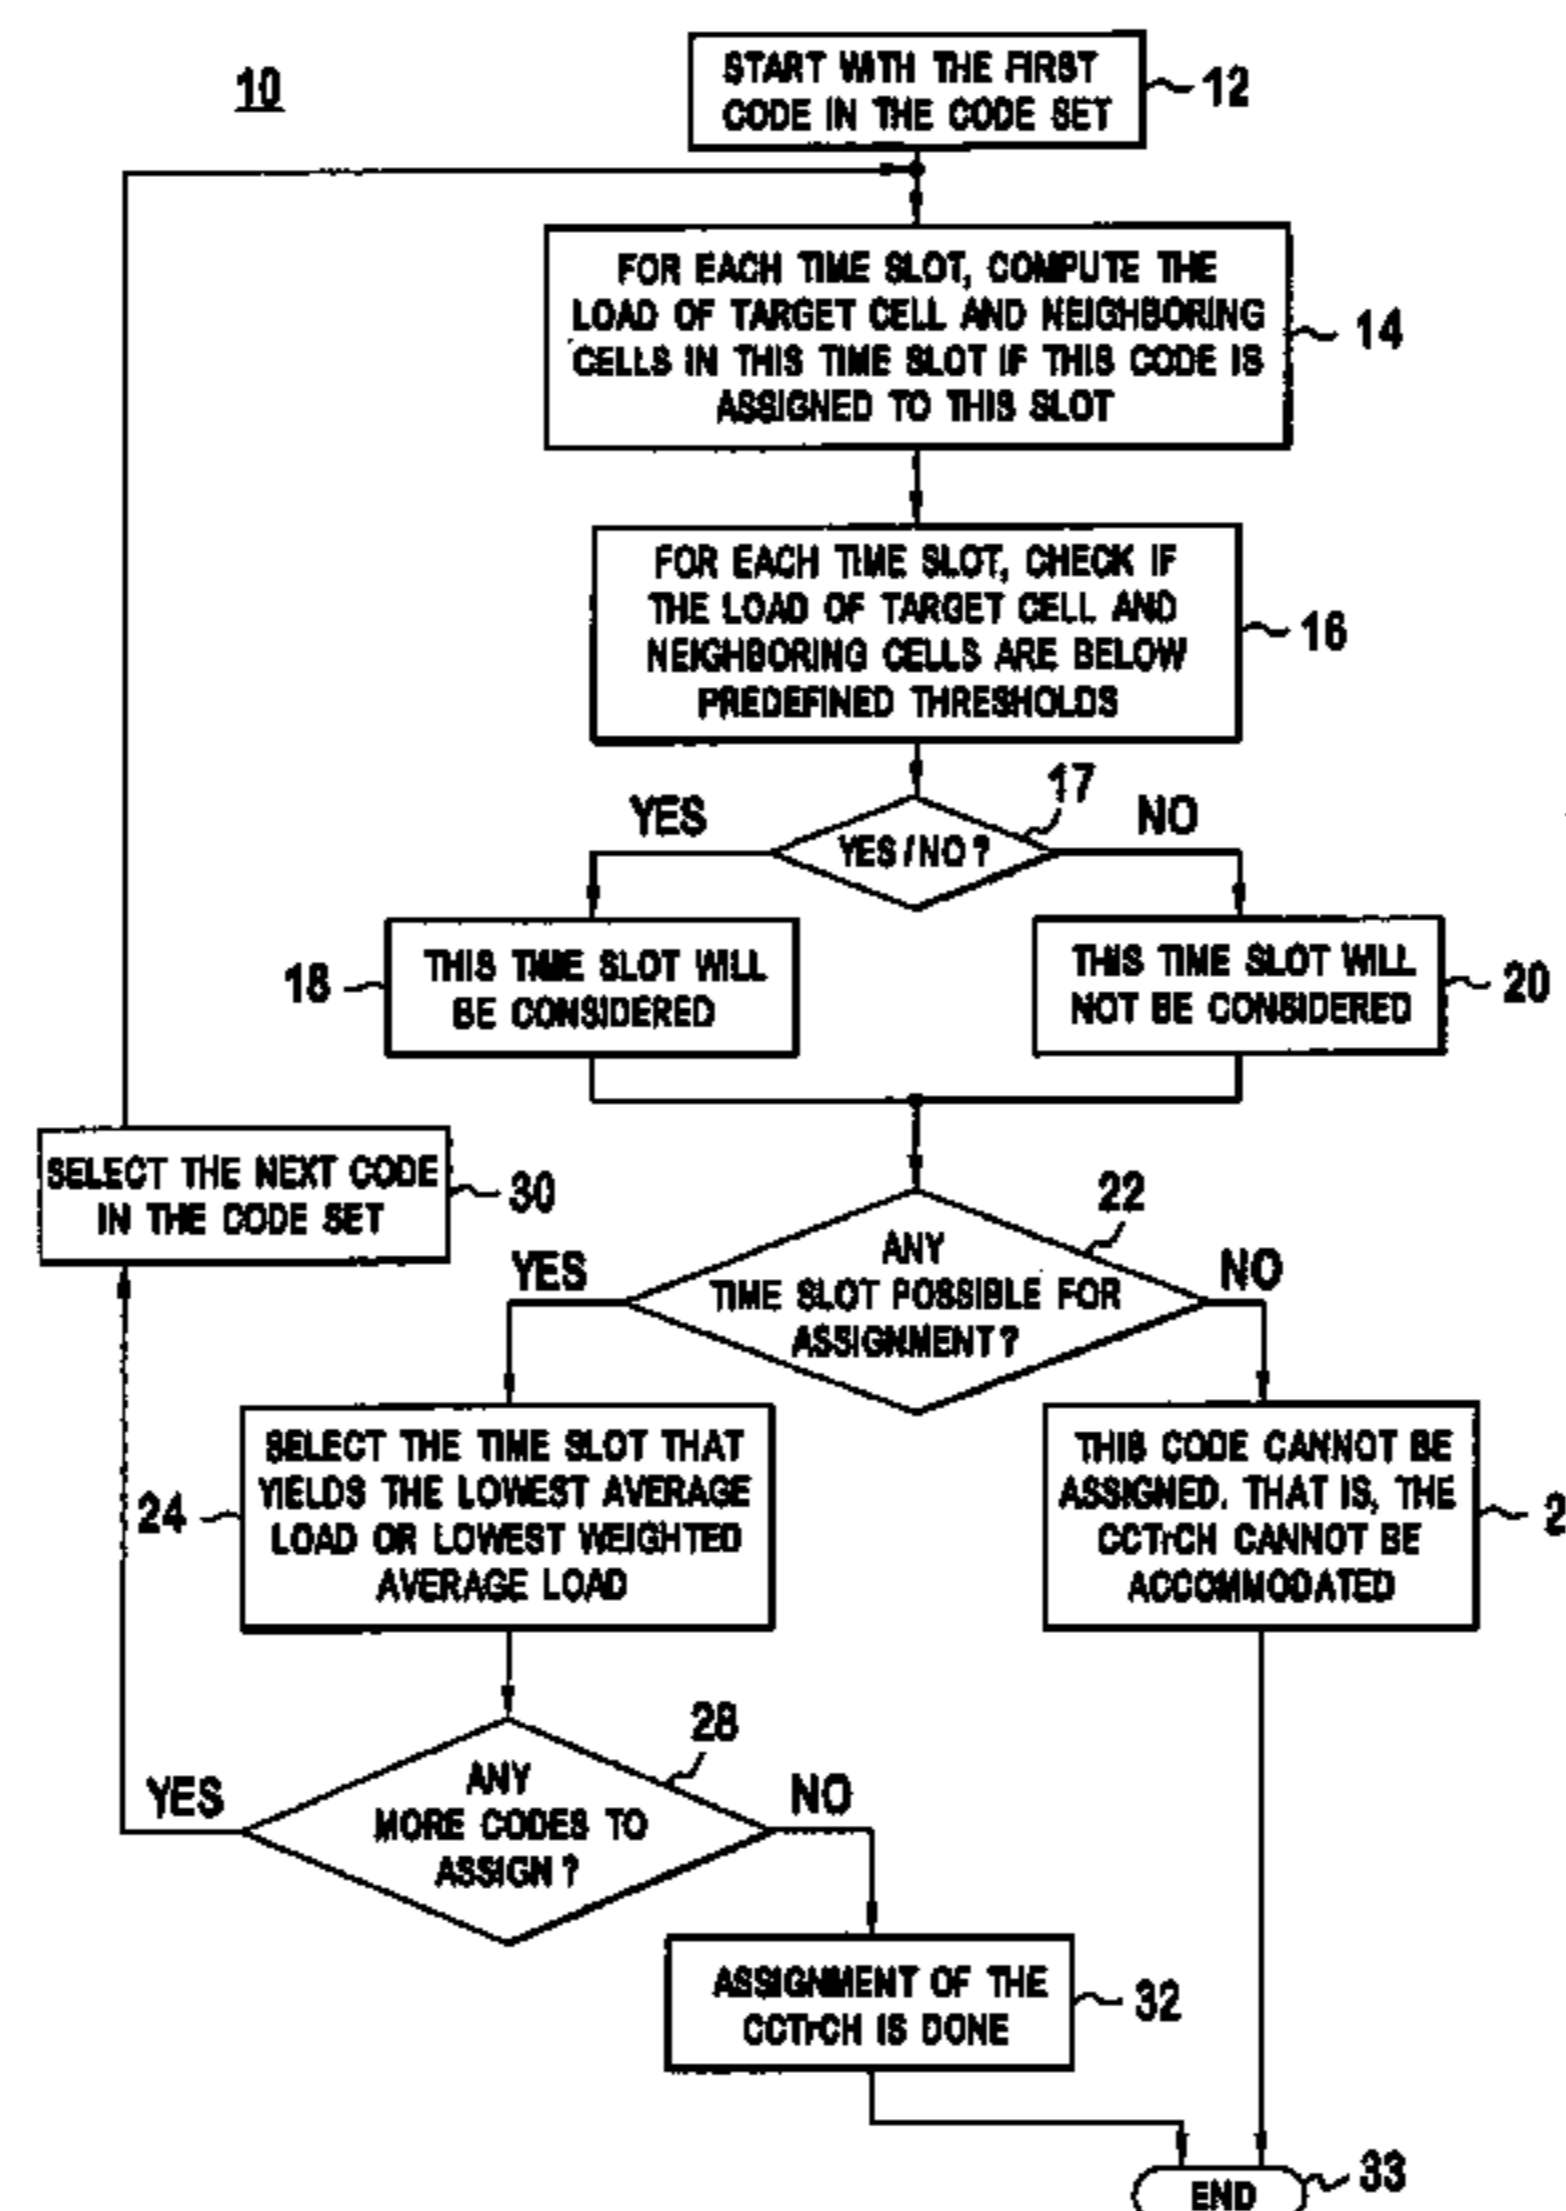 10
START WITH THE FIRST
CODE IN THE CODE SET
12
FOR EACH TIME SLOT, COMPUTE THE
LOAD OF TARGET CELL AND NEIGHBORING
CELLS IN THIS TIME SLOT IF THIS CODE IS
ASSIGNED TO THIS SLOT
14
FOR EACH TIME SLOT, CHECK IF
THE LOAD OF TARGET CELL AND
NEIGHBORING CELLS ARE BELOW
PREDEFINED THRESHOLDS
16
17
YES
YES/NO?
NO
18
THIS TIME SLOT WILL
BE CONSIDERED
THIS TIME SLOT WILL
NOT BE CONSIDERED
20
SELECT THE NEXT CODE
IN THE CODE SET
30
22
YES
ANY
TIME SLOT POSSIBLE FOR
ASSIGNMENT?
NO
24
SELECT THE TIME SLOT THAT
YIELDS THE LOWEST AVERAGE
LOAD OR LOWEST WEIGHTED
AVERAGE LOAD
THIS CODE CANNOT BE
ASSIGNED. THAT IS, THE
CCTrCH CANNOT BE
ACCOMMODATED
28
YES
ANY
MORE CODES TO
ASSIGN?
NO
ASSIGNMENT OF THE
CCTrCH IS DONE
32
END
33